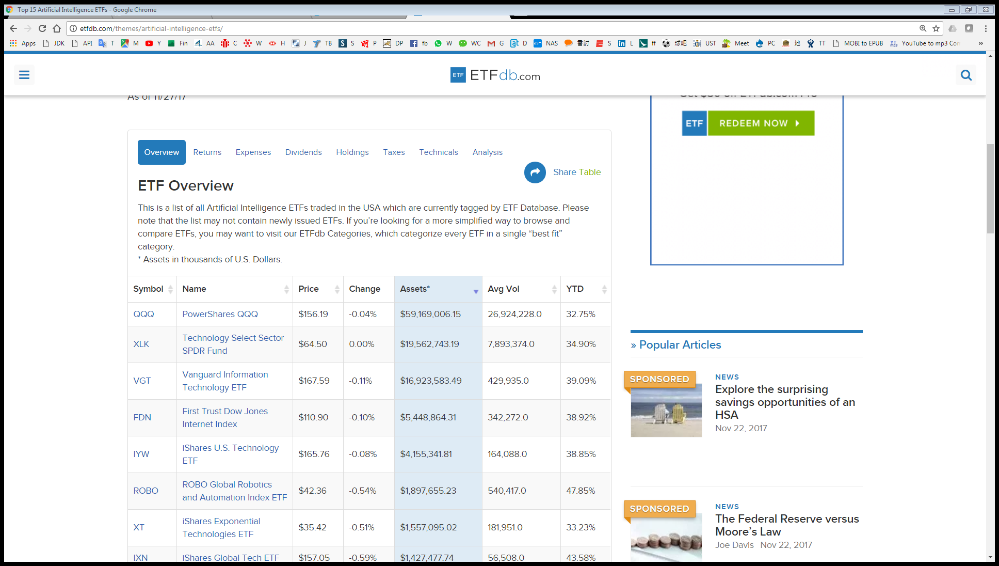 Top 15 Artificial Intelligence ETFs - Google Chrome
etfdb.com/themes/artificial-intelligence-etfs/
Apps JDK API T M Y Fin AA C W H J TB S S P DP fb W WC G D NAS 香討 S L ff 球吧 UST Meet PC 地 TT MOBI to EPUB YouTube to mp3 Con »
ETF ETFdb.com
As of 11/27/17
ETF REDEEM NOW
Overview Returns Expenses Dividends Holdings Taxes Technicals Analysis
Share Table
ETF Overview
This is a list of all Artificial Intelligence ETFs traded in the USA which are currently tagged by ETF Database. Please
note that the list may not contain newly issued ETFs. If you’re looking for a more simplified way to browse and
compare ETFs, you may want to visit our ETFdb Categories, which categorize every ETF in a single “best fit”
category.
* Assets in thousands of U.S. Dollars.
Symbol Name Price Change Assets* Avg Vol YTD
QQQ PowerShares QQQ $156.19 -0.04% $59,169,006.15 26,924,228.0 32.75%
XLK Technology Select Sector SPDR Fund $64.50 0.00% $19,562,743.19 7,893,374.0 34.90%
VGT Vanguard Information Technology ETF $167.59 -0.11% $16,923,583.49 429,935.0 39.09%
FDN First Trust Dow Jones Internet Index $110.90 -0.10% $5,448,864.31 342,272.0 38.92%
IYW iShares U.S. Technology ETF $165.76 -0.08% $4,155,341.81 164,088.0 38.85%
ROBO ROBO Global Robotics and Automation Index ETF $42.36 -0.54% $1,897,655.23 540,417.0 47.85%
XT iShares Exponential Technologies ETF $35.42 -0.51% $1,557,095.02 181,951.0 33.23%
IXN iShares Global Tech ETF $157.05 -0.59% $1,427,477.74 56,508.0 43.58%
» Popular Articles
SPONSORED
NEWS
Explore the surprising
savings opportunities of an
HSA
Nov 22, 2017
SPONSORED
NEWS
The Federal Reserve versus
Moore’s Law
Joe Davis Nov 22, 2017